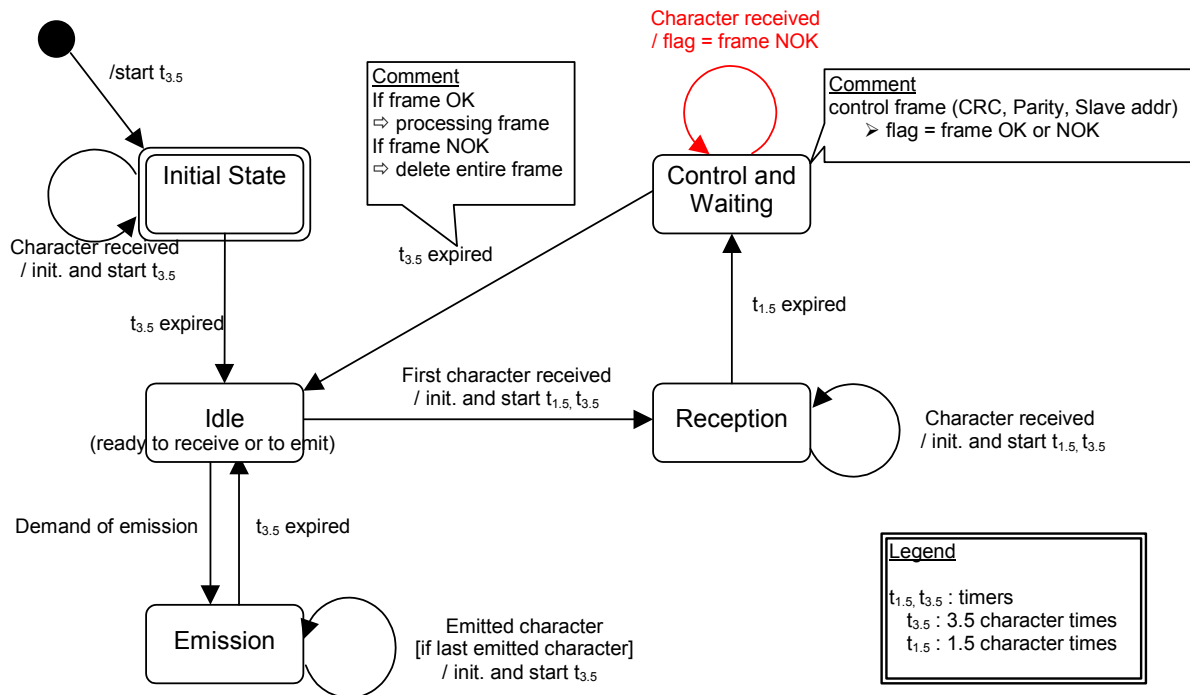 /start t3.5
Character received
/ flag = frame NOK
Comment
If frame OK
⇨ processing frame
If frame NOK
⇨ delete entire frame
Comment
control frame (CRC, Parity, Slave addr)
➢ flag = frame OK or NOK
Initial State
Control and
Waiting
Character received
/ init. and start t3.5
t3.5 expired
t3.5 expired
t1.5 expired
First character received
/ init. and start t1.5, t3.5
Idle
(ready to receive or to emit)
Reception
Character received
/ init. and start t1.5, t3.5
Demand of emission
t3.5 expired
Emission
Emitted character
[if last emitted character]
/ init. and start t3.5
Legend
t1.5, t3.5 : timers
t3.5 : 3.5 character times
t1.5 : 1.5 character times